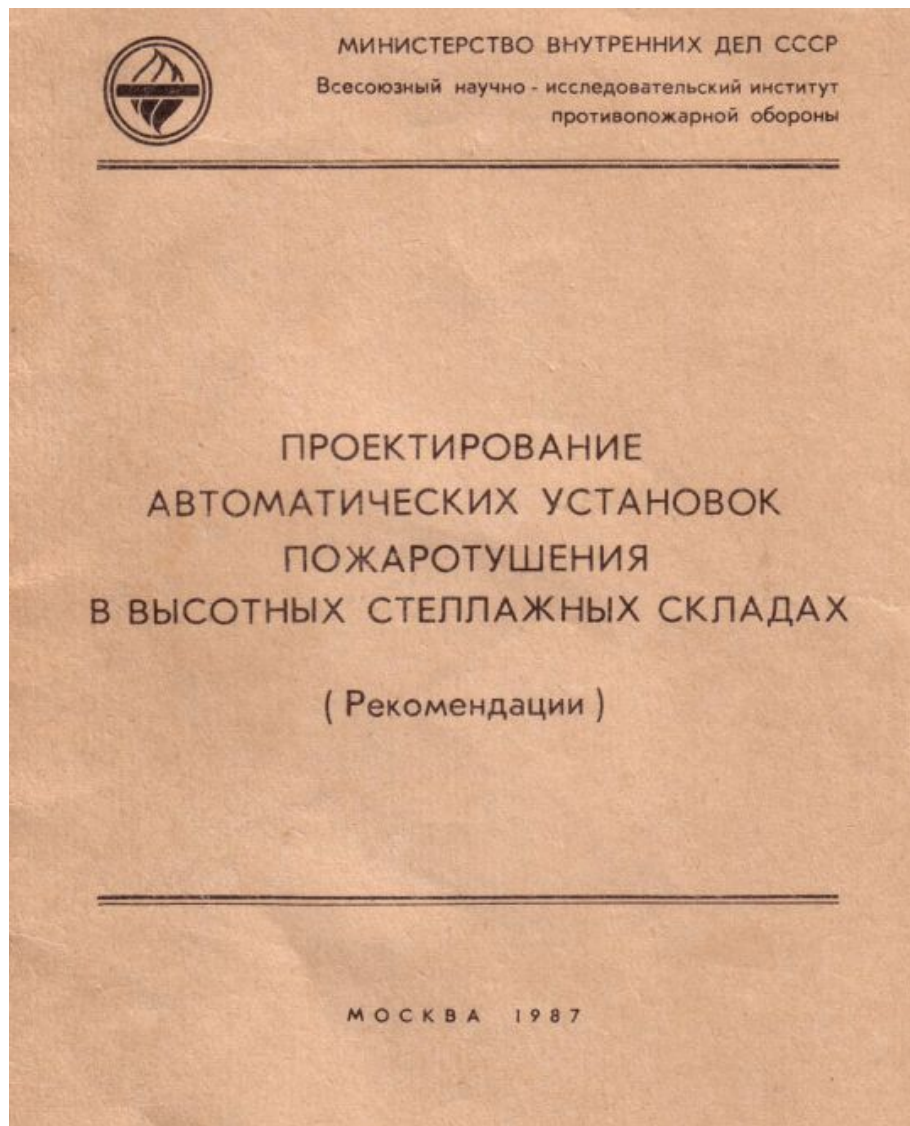 МИНИСТЕРСТВО ВНУТРЕННИХ ДЕЛ СССР
Всесоюзный научно - исследовательский институт
противопожарной обороны
ПРОЕКТИРОВАНИЕ
АВТОМАТИЧЕСКИХ УСТАНОВОК
ПОЖАРОТУШЕНИЯ
В ВЫСОТНЫХ СТЕЛЛАЖНЫХ СКЛАДАХ
( Рекомендации )
МОСКВА 1987